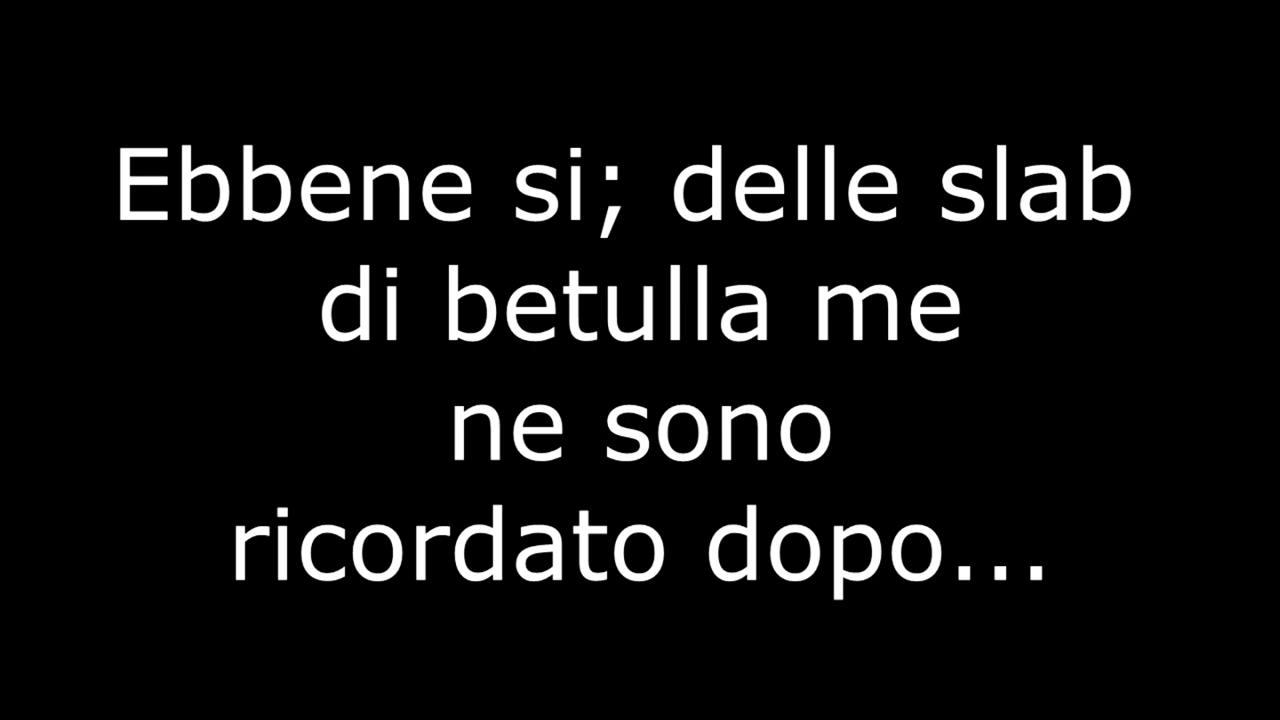 Ebbene si; delle slab
di betulla me
ne sono
ricordato dopo...